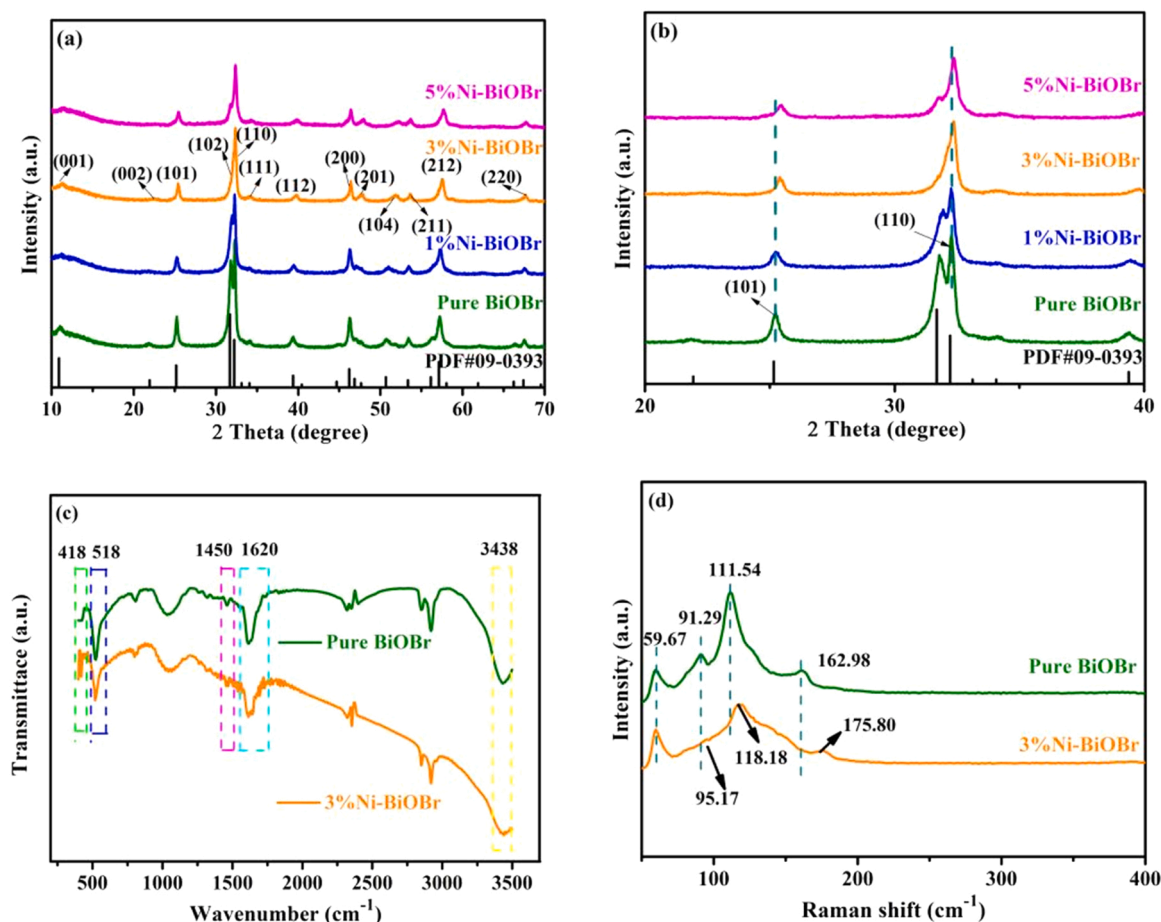 (a)
5%Ni-BiOBr
(110)
(102)
3%Ni-BiOBr
(001)
(002)
(101)
(111)
(112)
(200)
(201)
(212)
(220)
(104)
(211)
1%Ni-BiOBr
Pure BiOBr
PDF#09-0393
10 20 30 40 50 60 70
2 Theta (degree)
Intensity (a.u.)
(b)
5%Ni-BiOBr
3%Ni-BiOBr
(110)
1%Ni-BiOBr
(101)
Pure BiOBr
PDF#09-0393
20 30 40
2 Theta (degree)
Intensity (a.u.)
(c)
418 518 1450 1620 3438
Pure BiOBr
3%Ni-BiOBr
500 1000 1500 2000 2500 3000 3500
Wavenumber (cm-1)
Transmittace (a.u.)
(d)
111.54
91.29
59.67
162.98
Pure BiOBr
175.80
118.18
3%Ni-BiOBr
95.17
100 200 300 400
Raman shift (cm-1)
Intensity (a.u.)